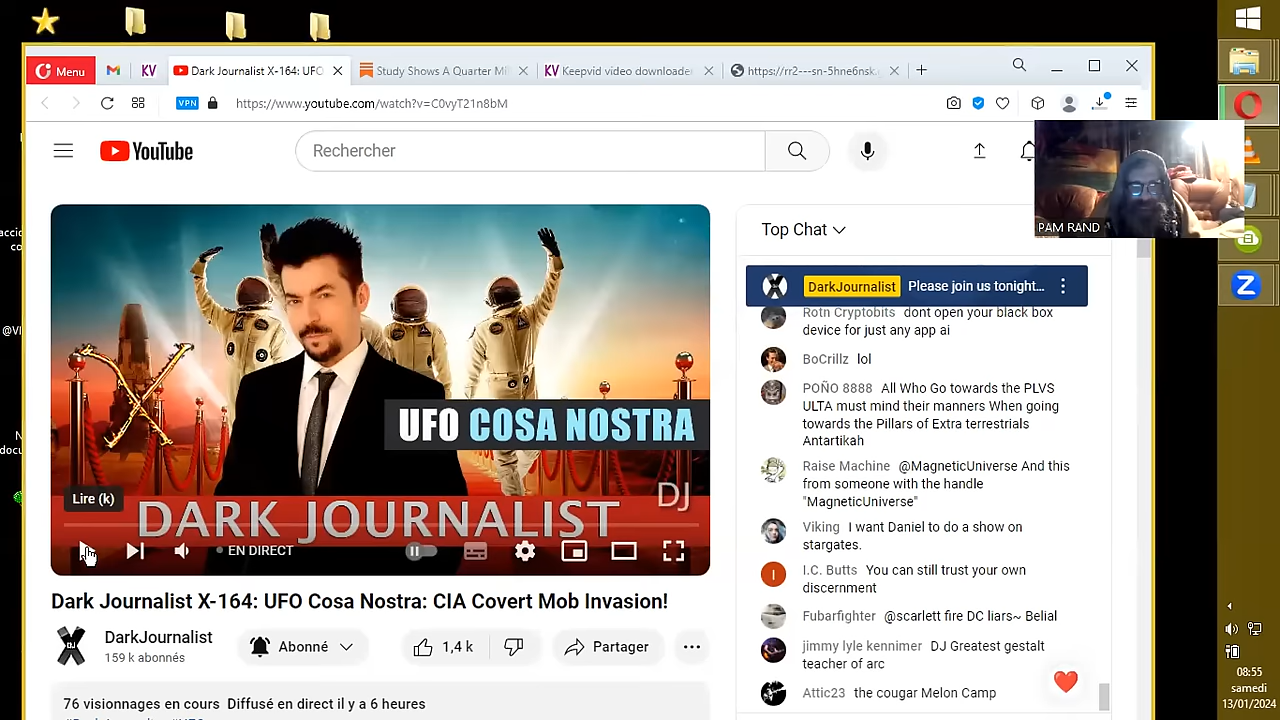 Menu
KV
Dark Journalist X-164: UFO
Study Shows A Quarter Mi
KV Keepvid video downloade
https://rr2---sn-5hne6nsk.
VPN
https://www.youtube.com/watch?v=C0vyT21n8bM
YouTube
Rechercher
PAM RAND
Top Chat
DarkJournalist Please join us tonight...
Rotn Cryptobits dont open your black box
device for just any app ai
BoCrillz lol
POÑO 8888 All Who Go towards the PLVS
ULTA must mind their manners When going
towards the Pillars of Extra terrestrials
Antartikah
Raise Machine @MagneticUniverse And this
from someone with the handle
"MagneticUniverse"
Viking I want Daniel to do a show on
stargates.
I I.C. Butts You can still trust your own
discernment
Fubarfighter @scarlett fire DC liars~ Belial
jimmy lyle kennimer DJ Greatest gestalt
teacher of arc
Attic23 the cougar Melon Camp
UFO COSA NOSTRA
DJ
DARK JOURNALIST
Lire (k)
EN DIRECT
Dark Journalist X-164: UFO Cosa Nostra: CIA Covert Mob Invasion!
DarkJournalist
159 k abonnés
Abonné
1,4 k
Partager
76 visionnages en cours Diffusé en direct il y a 6 heures
08:55
samedi
13/01/2024